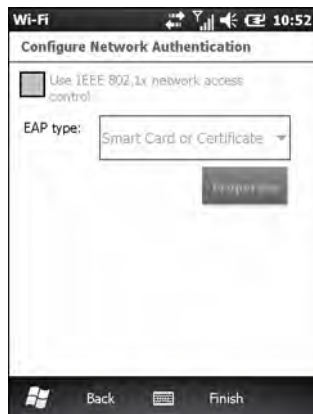 Wi-Fi 10:52
Configure Network Authentication
Use IEEE 802.1x network access
control
EAP type:
Smart Card or Certificate
Properties
Back Finish